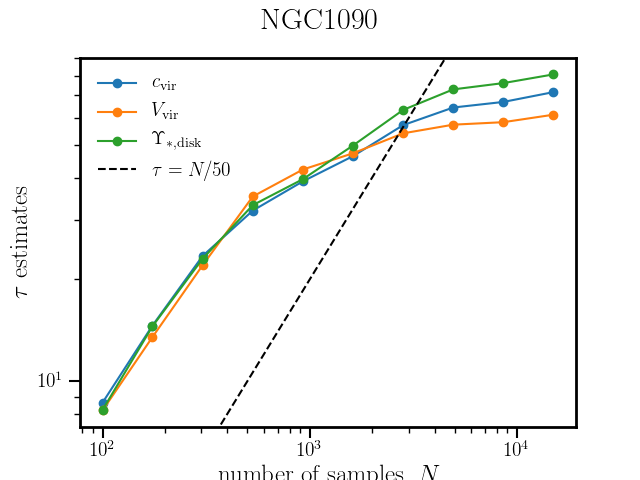 NGC1090
c_vir
V_vir
Υ_*,disk
τ = N/50
τ estimates
10^1
10^2
10^3
10^4
number of samples, N